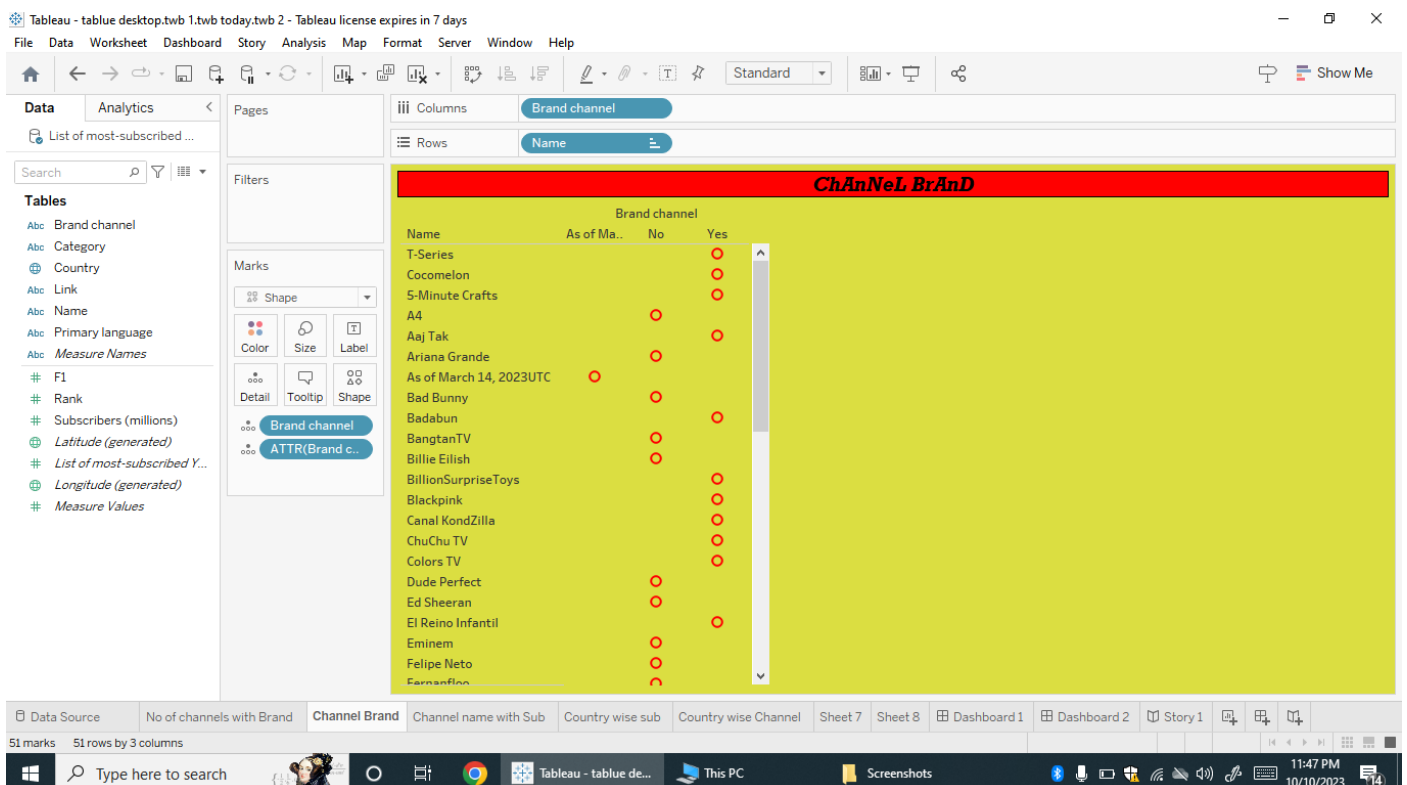 Tableau - tablue desktop.twb 1.twb today.twb 2 - Tableau license expires in 7 days
File Data Worksheet Dashboard Story Analysis Map Format Server Window Help
Standard
Show Me
Data Analytics
List of most-subscribed ...
Search
Tables
Abc Brand channel
Abc Category
Country
Abc Link
Abc Name
Abc Primary language
Abc Measure Names
# F1
# Rank
# Subscribers (millions)
Latitude (generated)
# List of most-subscribed Y...
Longitude (generated)
# Measure Values
Pages
Filters
Marks
Shape
Color Size Label
Detail Tooltip Shape
Brand channel
ATTR(Brand c..
Columns Brand channel
Rows Name
ChAnNeL BrAnD
Brand channel
Name As of Ma.. No Yes
T-Series
Cocomelon
5-Minute Crafts
A4
Aaj Tak
Ariana Grande
As of March 14, 2023UTC
Bad Bunny
Badabun
BangtanTV
Billie Eilish
BillionSurpriseToys
Blackpink
Canal KondZilla
ChuChu TV
Colors TV
Dude Perfect
Ed Sheeran
El Reino Infantil
Eminem
Felipe Neto
Fernanfloo
Data Source No of channels with Brand Channel Brand Channel name with Sub Country wise sub Country wise Channel Sheet 7 Sheet 8 Dashboard 1 Dashboard 2 Story 1
51 marks 51 rows by 3 columns
Type here to search
Tableau - tablue de...
This PC
Screenshots
11:47 PM
10/10/2023
14